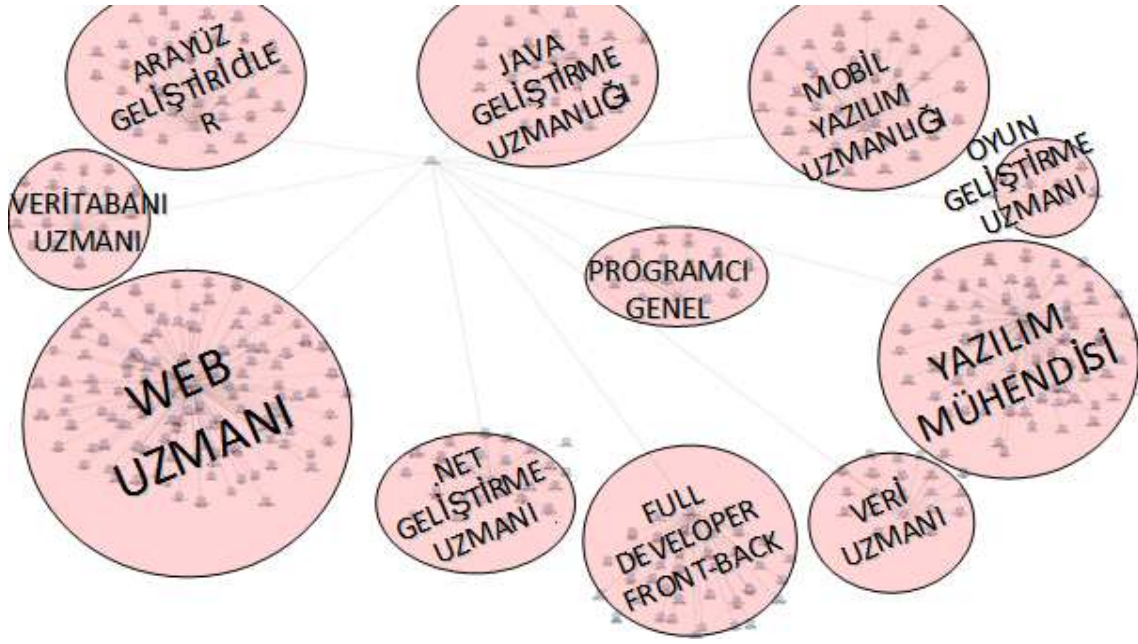 ARAYÜZ
GELİŞTİRİCİLE
R
JAVA
GELİŞTİRME
UZMANLIĞI
MOBİL
YAZILIM
UZMANLIĞI
OYUN
GELİŞTİRME
UZMANI
VERİTABANI
UZMANI
PROGRAMCI
GENEL
WEB
UZMANI
YAZILIM
MÜHENDİSİ
.NET
GELİŞTİRME
UZMANI
FULL
DEVELOPER
FRONT-BACK
VERİ
UZMANI